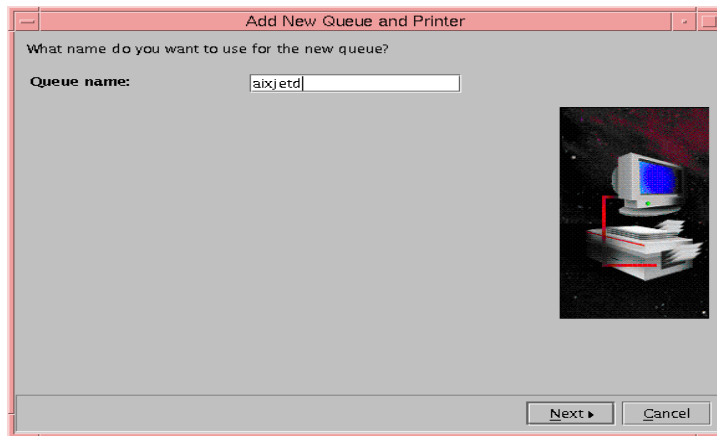 Add New Queue and Printer
What name do you want to use for the new queue?
Queue name: aixjetd
Next Cancel